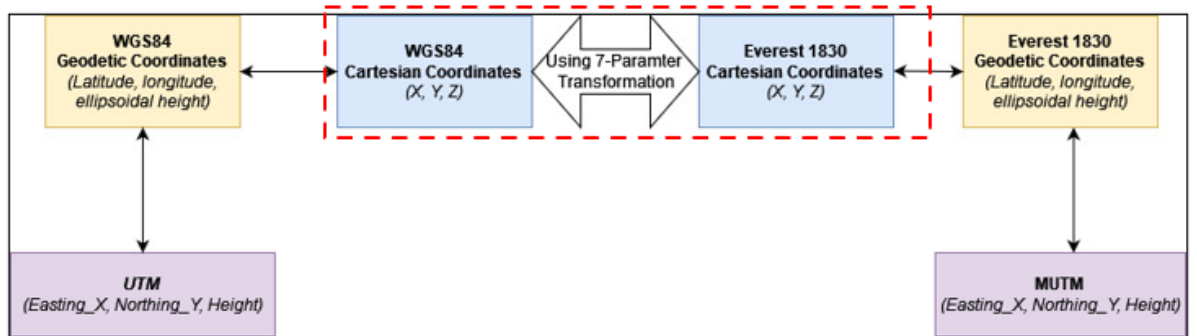 WGS84
Geodetic Coordinates
(Latitude, longitude,
ellipsoidal height)
WGS84
Cartesian Coordinates
(X, Y, Z)
Using 7-Paramter
Transformation
Everest 1830
Cartesian Coordinates
(X, Y, Z)
Everest 1830
Geodetic Coordinates
(Latitude, longitude,
ellipsoidal height)
UTM
(Easting_X, Northing_Y, Height)
MUTM
(Easting_X, Northing_Y, Height)